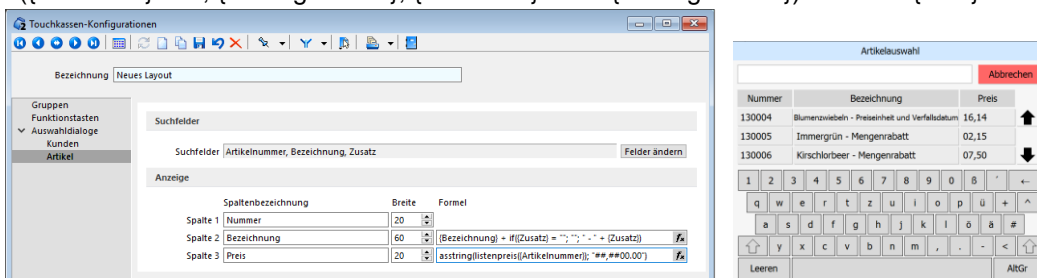 Touchkassen-Konfigurationen
Bezeichnung Neues Layout
Gruppen
Funktionstasten
Auswahldialoge
Kunden
Artikel
Suchfelder
Suchfelder Artikelnummer, Bezeichnung, Zusatz Felder ändern
Anzeige
Spaltenbezeichnung Breite Formel
Spalte 1 Nummer 20
Spalte 2 Bezeichnung 60 {Bezeichnung} + if({Zusatz} = ""; ""; " - " + {Zusatz}) fx
Spalte 3 Preis 20 asstring(listenpreis({Artikelnummer}); "##,##00.00") fx
Artikelauswahl
Abbrechen
Nummer Bezeichnung Preis
130004 Blumenzwiebeln - Preiseinheit und Verfallsdatum 16,14
130005 Immergrün - Mengenrabatt 02,15
130006 Kirschlorbeer - Mengenrabatt 07,50
1 2 3 4 5 6 7 8 9 0 ß ´ ←
q w e r t z u i o p ü + ^
a s d f g h j k l ö ä #
y x c v b n m , . - <
Leeren AltGr